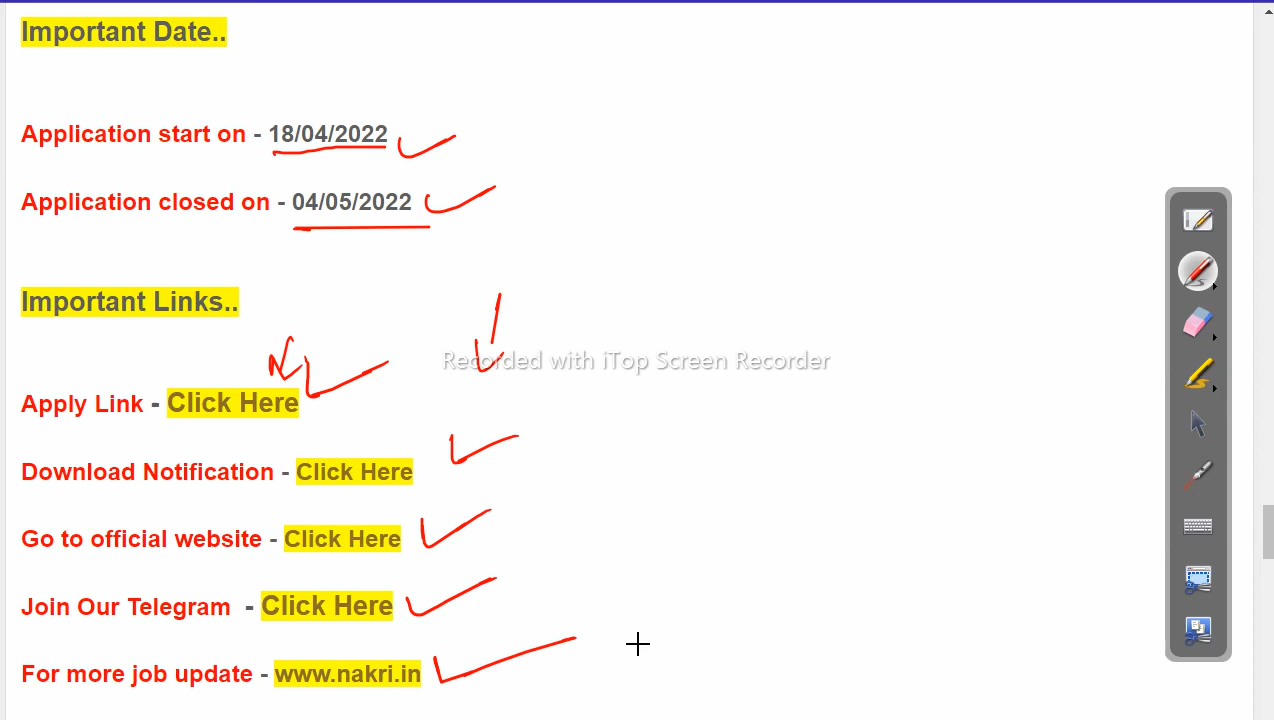 Important Date..
Application start on - 18/04/2022
Application closed on - 04/05/2022
Important Links..
Recorded with iTop Screen Recorder
Apply Link - Click Here
Download Notification - Click Here
Go to official website - Click Here
Join Our Telegram - Click Here
For more job update - www.nakri.in